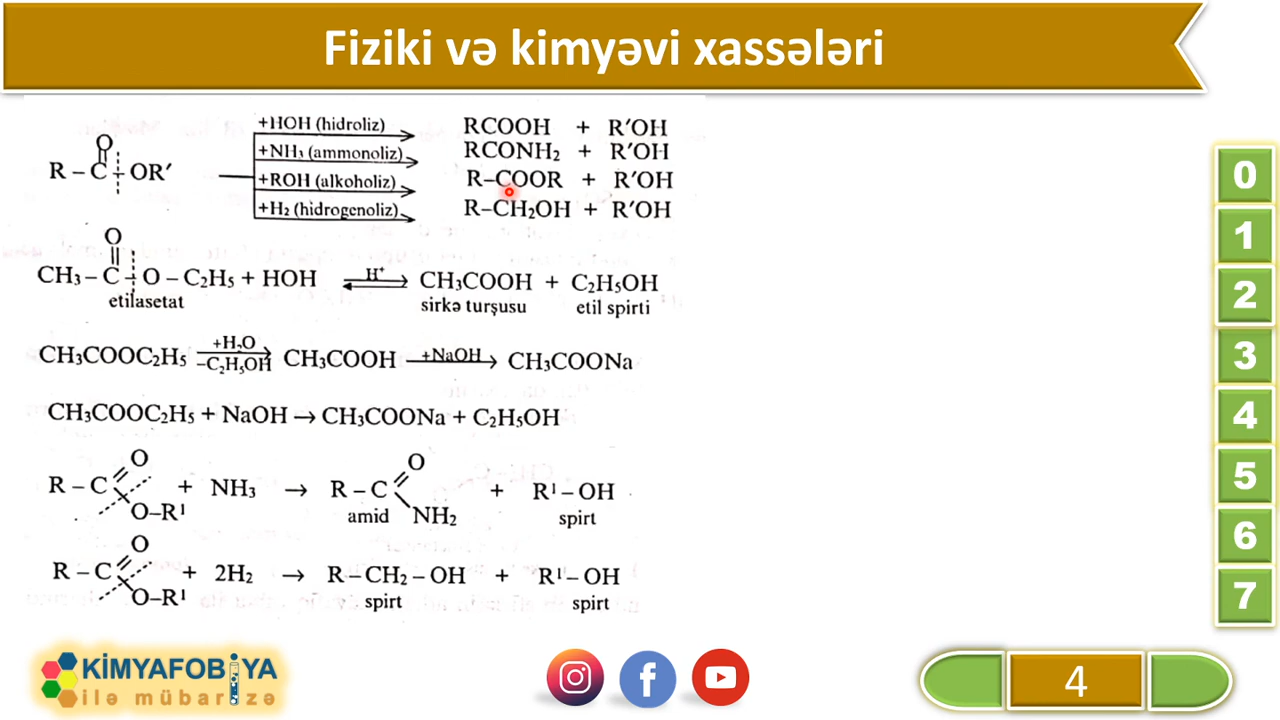 Fiziki və kimyəvi xassələri
O
R – C – OR′
+HOH (hidroliz) RCOOH + R′OH
+NH₃ (ammonoliz) RCONH₂ + R′OH
+ROH (alkoholiz) R–COOR + R′OH
+H₂ (hidrogenoliz) R–CH₂OH + R′OH
O
CH₃ – C – O – C₂H₅ + HOH H⁺ CH₃COOH + C₂H₅OH
etilasetat sirkə turşusu etil spirti
CH₃COOC₂H₅ +H₂O –C₂H₅OH CH₃COOH +NaOH → CH₃COONa
CH₃COOC₂H₅ + NaOH → CH₃COONa + C₂H₅OH
O O
R – C + NH₃ → R – C + R¹ – OH
O–R¹ amid NH₂ spirt
O
R – C + 2H₂ → R – CH₂ – OH + R¹ – OH
O–R¹ spirt spirt
0
1
2
3
4
5
6
7
KİMYAFOBİYA
ilə mübarizə
4